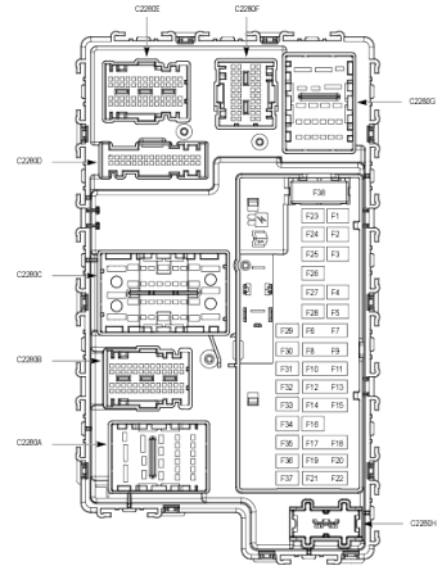 C2280E
C2280F
C2280G
C2280D
F38
F23 F1
F24 F2
F25 F3
F26
C2280C
F27 F4
F28 F5
F29 F6 F7
F30 F8 F9
C2280B
F31 F10 F11
F32 F12 F13
F33 F14 F15
F34 F16
C2280A
F35 F17 F18
F36 F19 F20
F37 F21 F22
C2280H